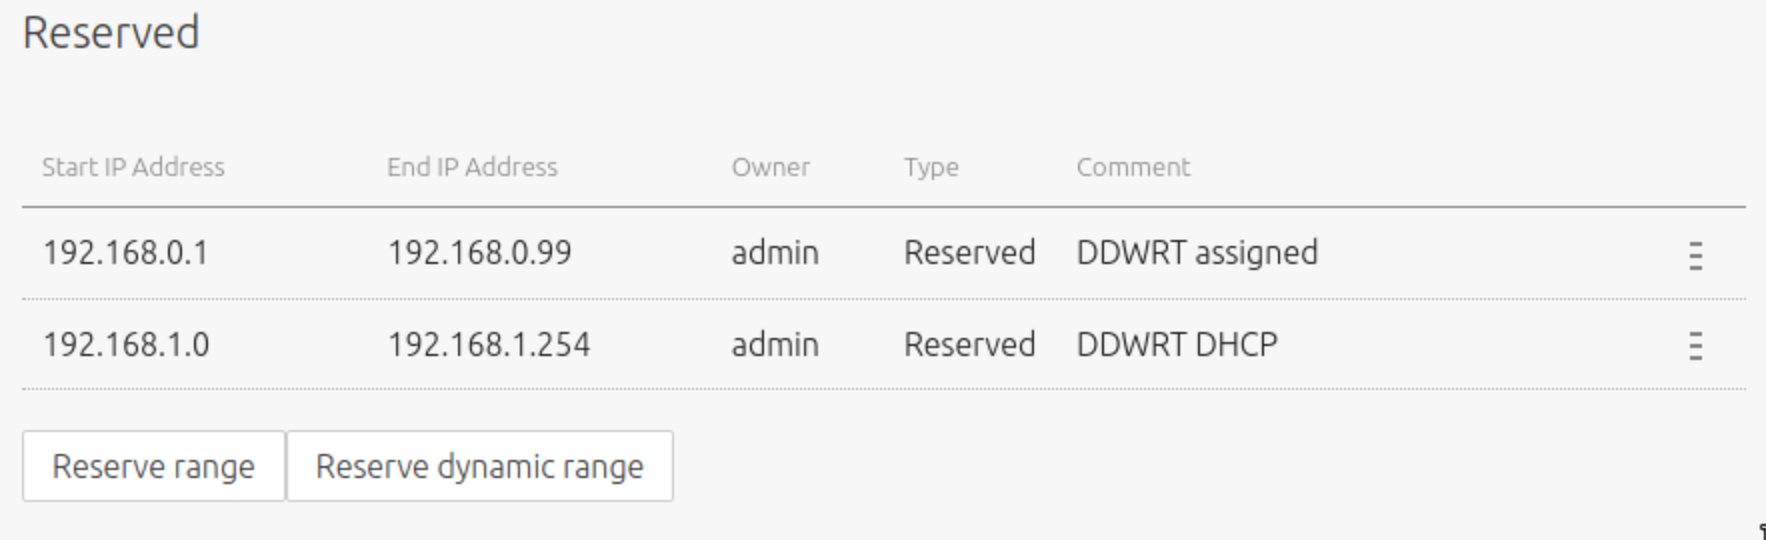 Reserved
Start IP Address End IP Address Owner Type Comment
192.168.0.1 192.168.0.99 admin Reserved DDWRT assigned
192.168.1.0 192.168.1.254 admin Reserved DDWRT DHCP
Reserve range Reserve dynamic range